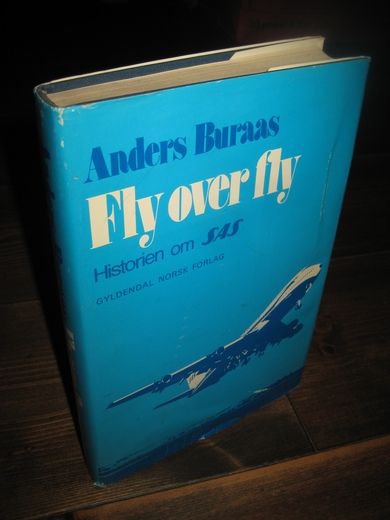 Anders Buraas
Fly over fly
Historien om SAS
GYLDENDAL NORSK FORLAG